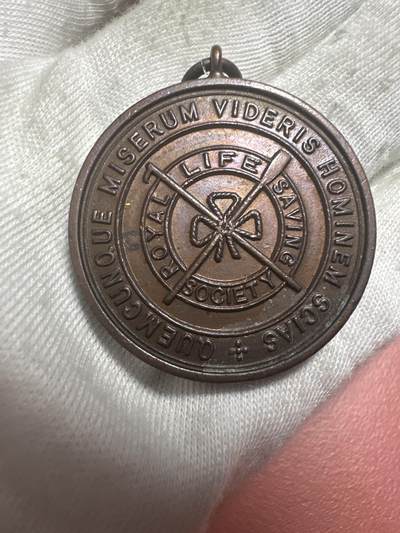 QUEMCUNQUE MISERUM VIDERIS HOMINEM SCIAS
ROYAL LIFE SAVING SOCIETY